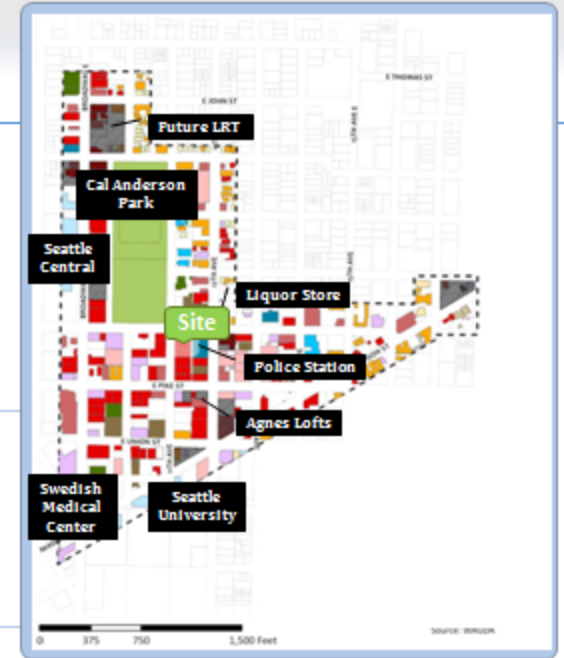 E THOMAS ST
E JOHN ST
Future LRT
Cal Anderson
Park
Seattle
Central
Liquor Store
Site
Police Station
E PIKE ST
Agnes Lofts
E UNION ST
Swedish
Medical
Center
Seattle
University
0 375 750 1,500 Feet
Source: WAGDA